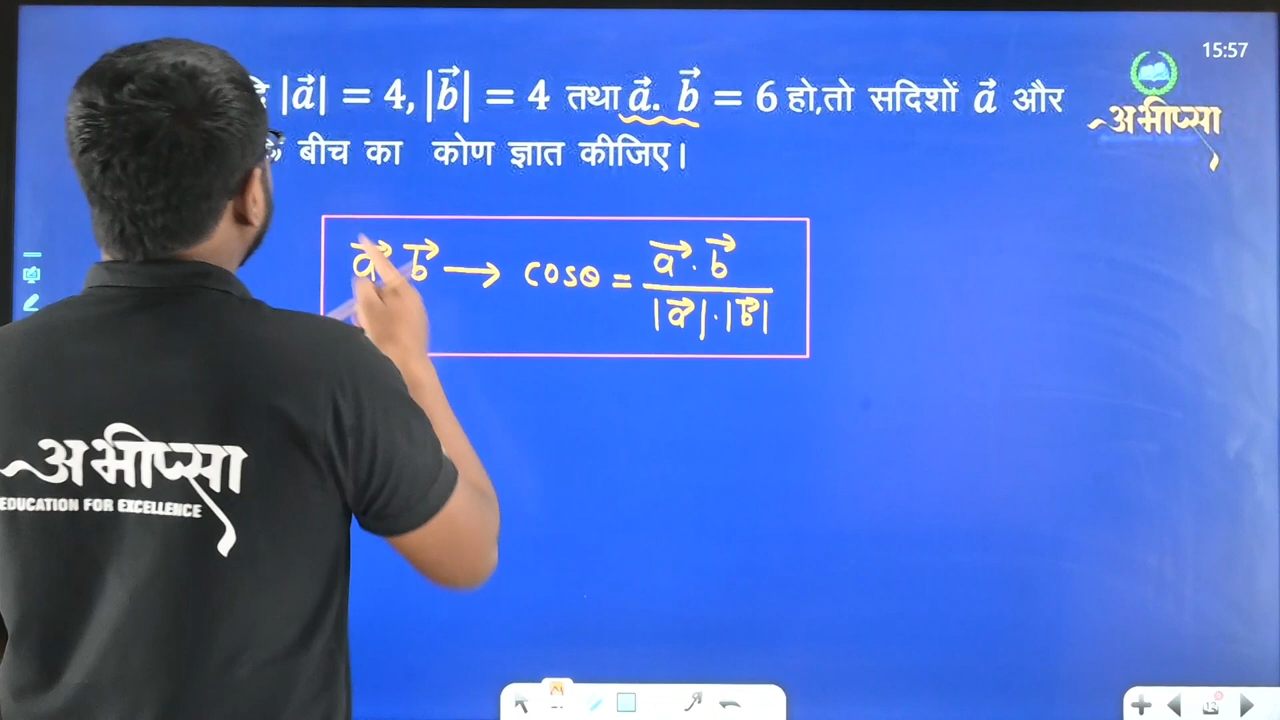 |a⃗| = 4, |b⃗| = 4 तथा a⃗. b⃗ = 6 हो,तो सदिशों a⃗ और
बीच का कोण ज्ञात कीजिए।
15:57
अभीप्सा
a⃗ b⃗ → cosθ = a⃗ . b⃗ / |a⃗| . |b⃗|
अभीप्सा
EDUCATION FOR EXCELLENCE